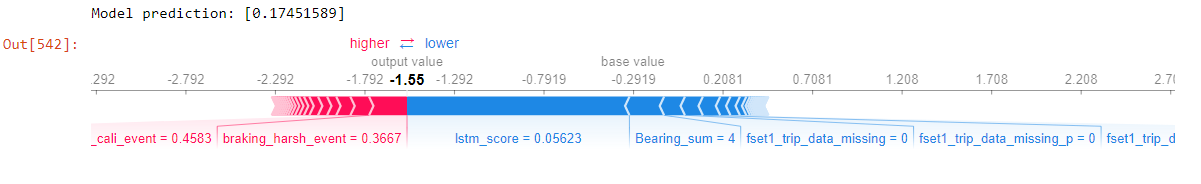 Model prediction: [0.17451589]
Out[542]:
higher ⇄ lower
output value base value
292 -2.792 -2.292 -1.792 -1.55 -1.292 -0.7919 -0.2919 0.2081 0.7081 1.208 1.708 2.208 2.70
_cali_event = 0.4583 braking_harsh_event = 0.3667 lstm_score = 0.05623 Bearing_sum = 4 fset1_trip_data_missing = 0 fset1_trip_data_missing_p = 0 fset1_trip_d